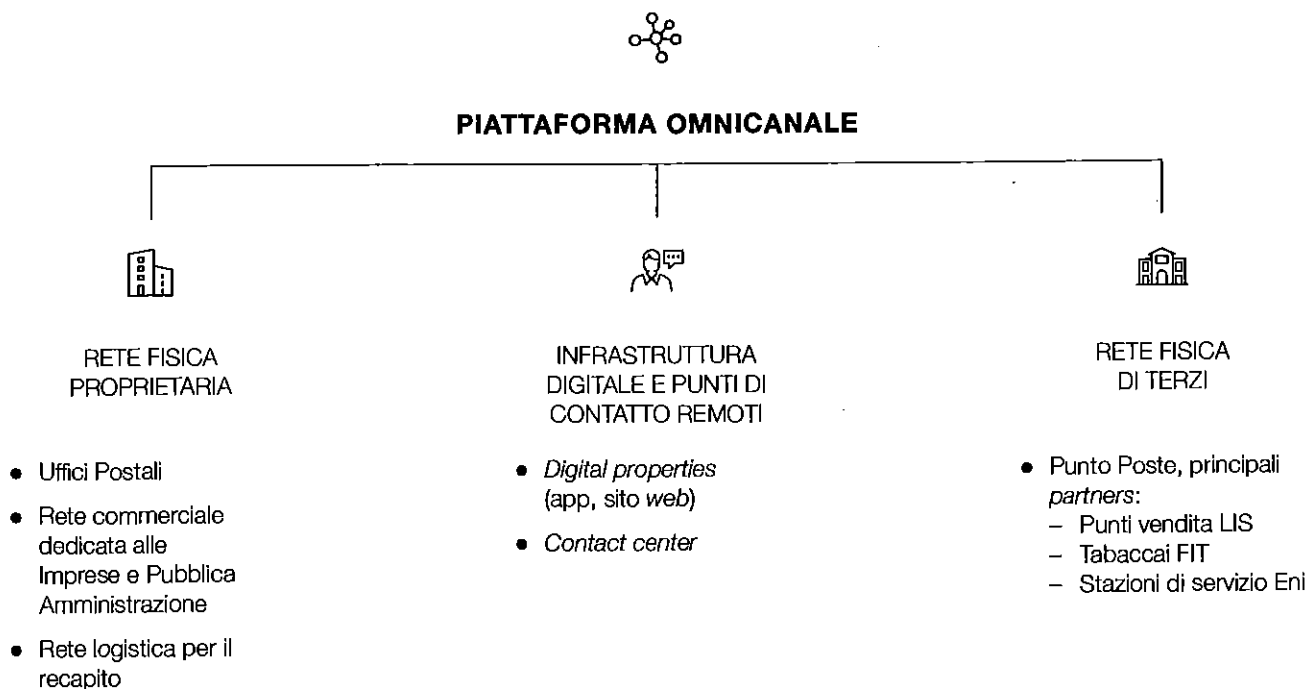 PIATTAFORMA OMNICANALE
RETE FISICA
PROPRIETARIA
● Uffici Postali
● Rete commerciale
dedicata alle
Imprese e Pubblica
Amministrazione
● Rete logistica per il
recapito
INFRASTRUTTURA
DIGITALE E PUNTI DI
CONTATTO REMOTI
● Digital properties
(app, sito web)
● Contact center
RETE FISICA
DI TERZI
● Punto Poste, principali
partners:
– Punti vendita LIS
– Tabaccai FIT
– Stazioni di servizio Eni